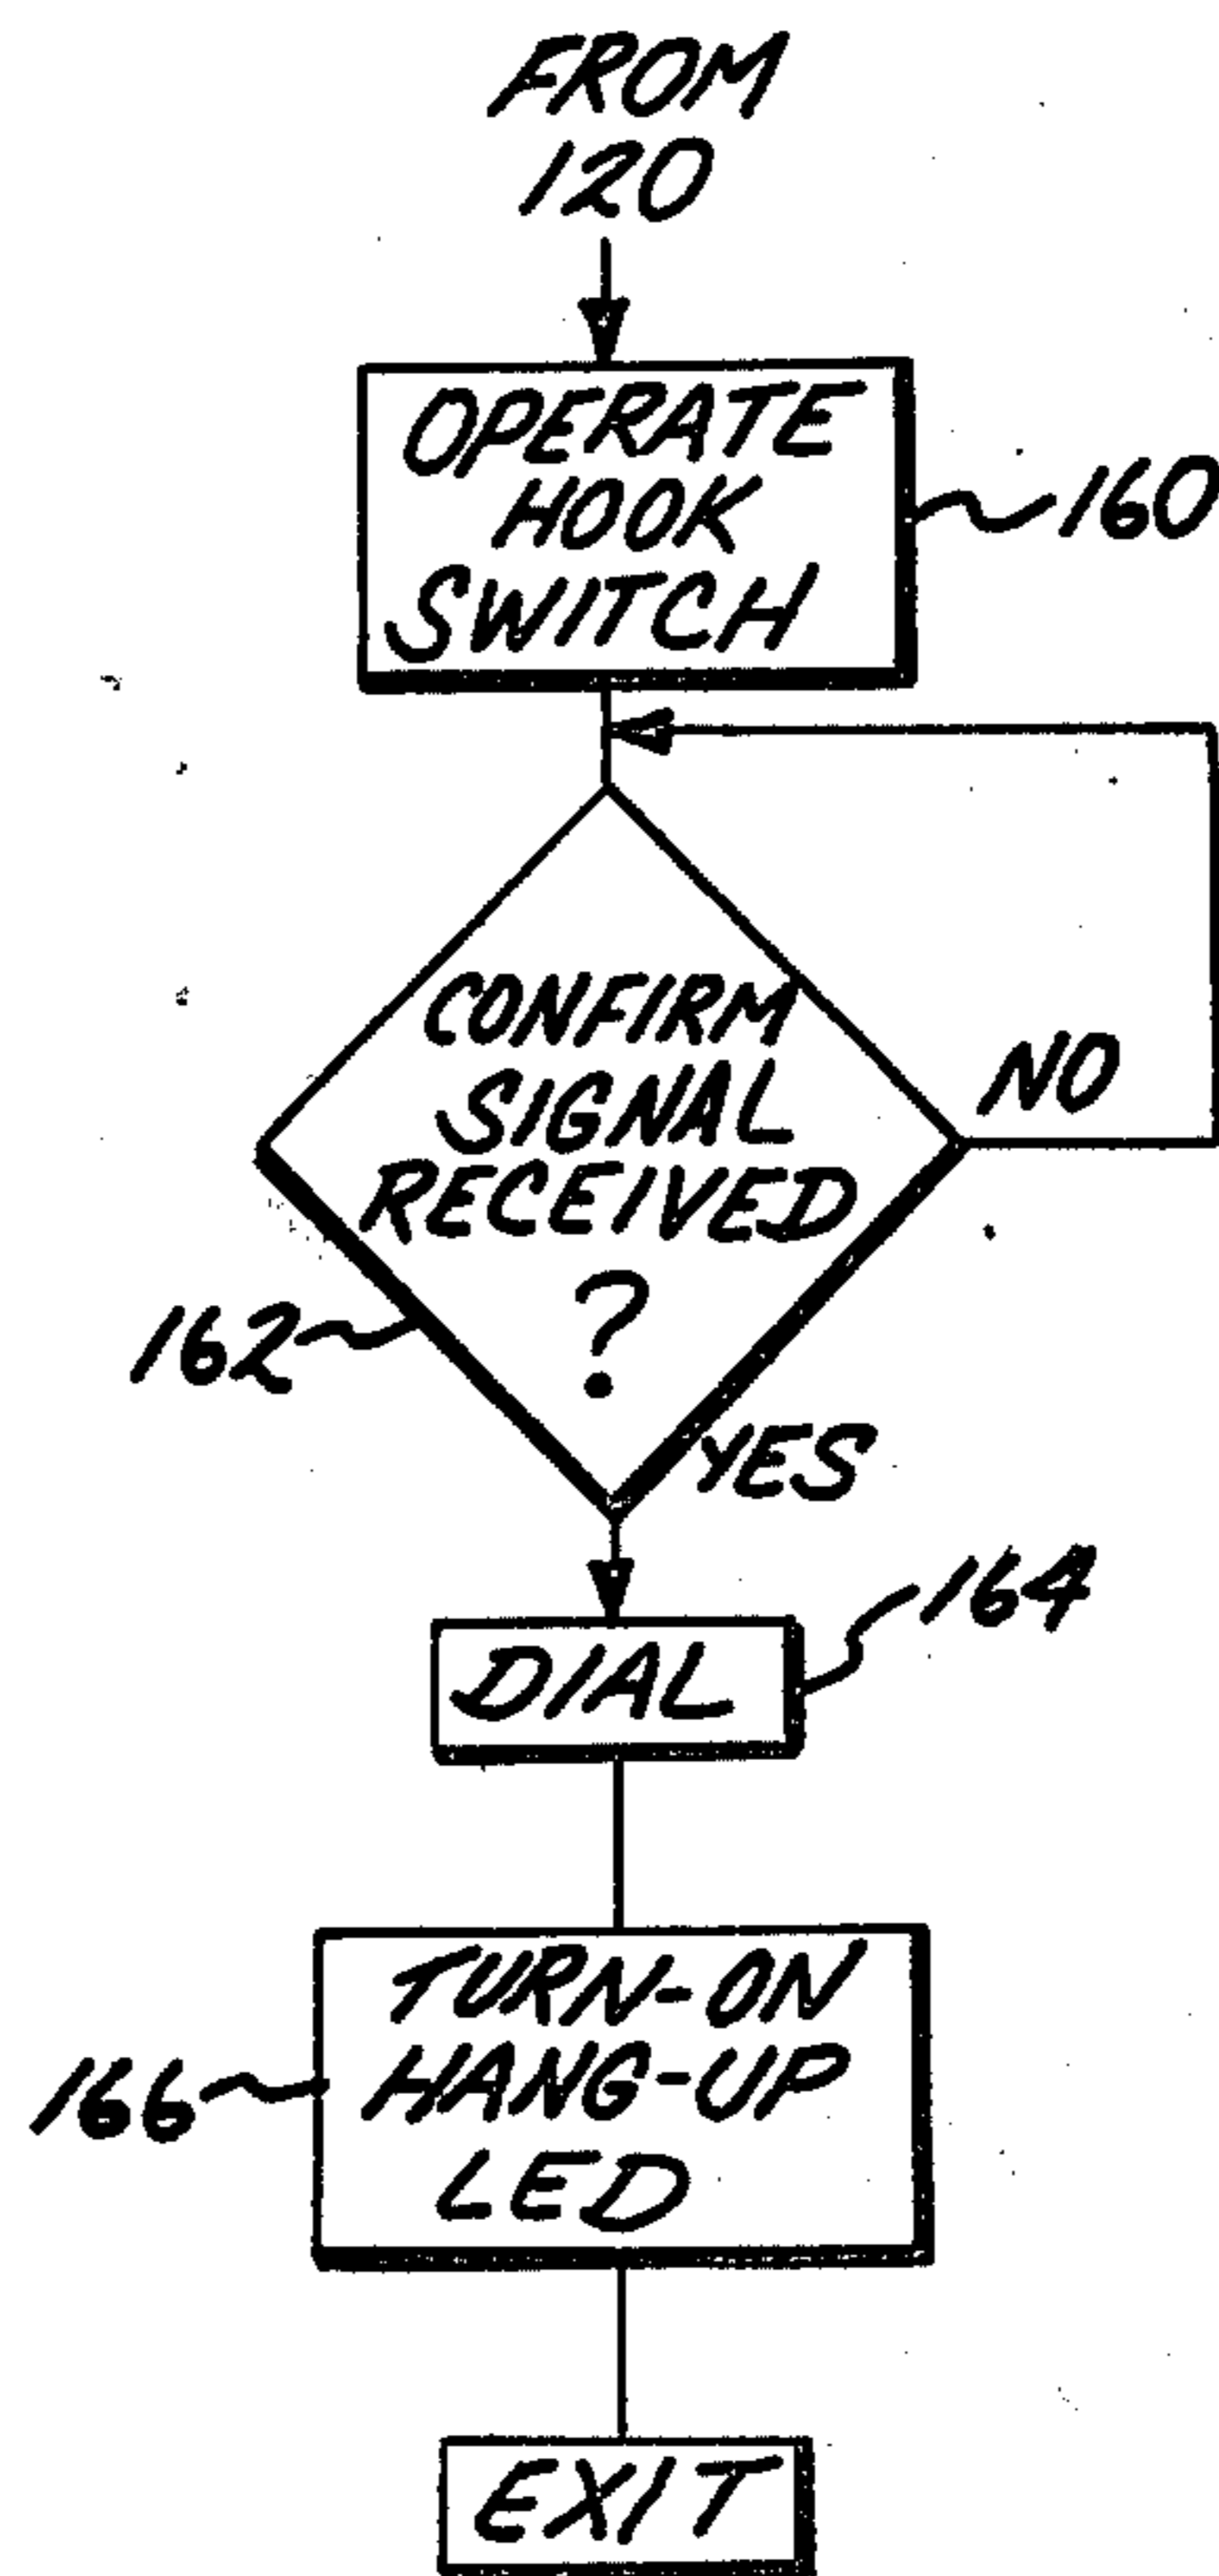 FROM
120
OPERATE
HOOK
SWITCH
160
CONFIRM
SIGNAL
RECEIVED
?
NO
162
YES
164
DIAL
TURN-ON
HANG-UP
LED
166
EXIT